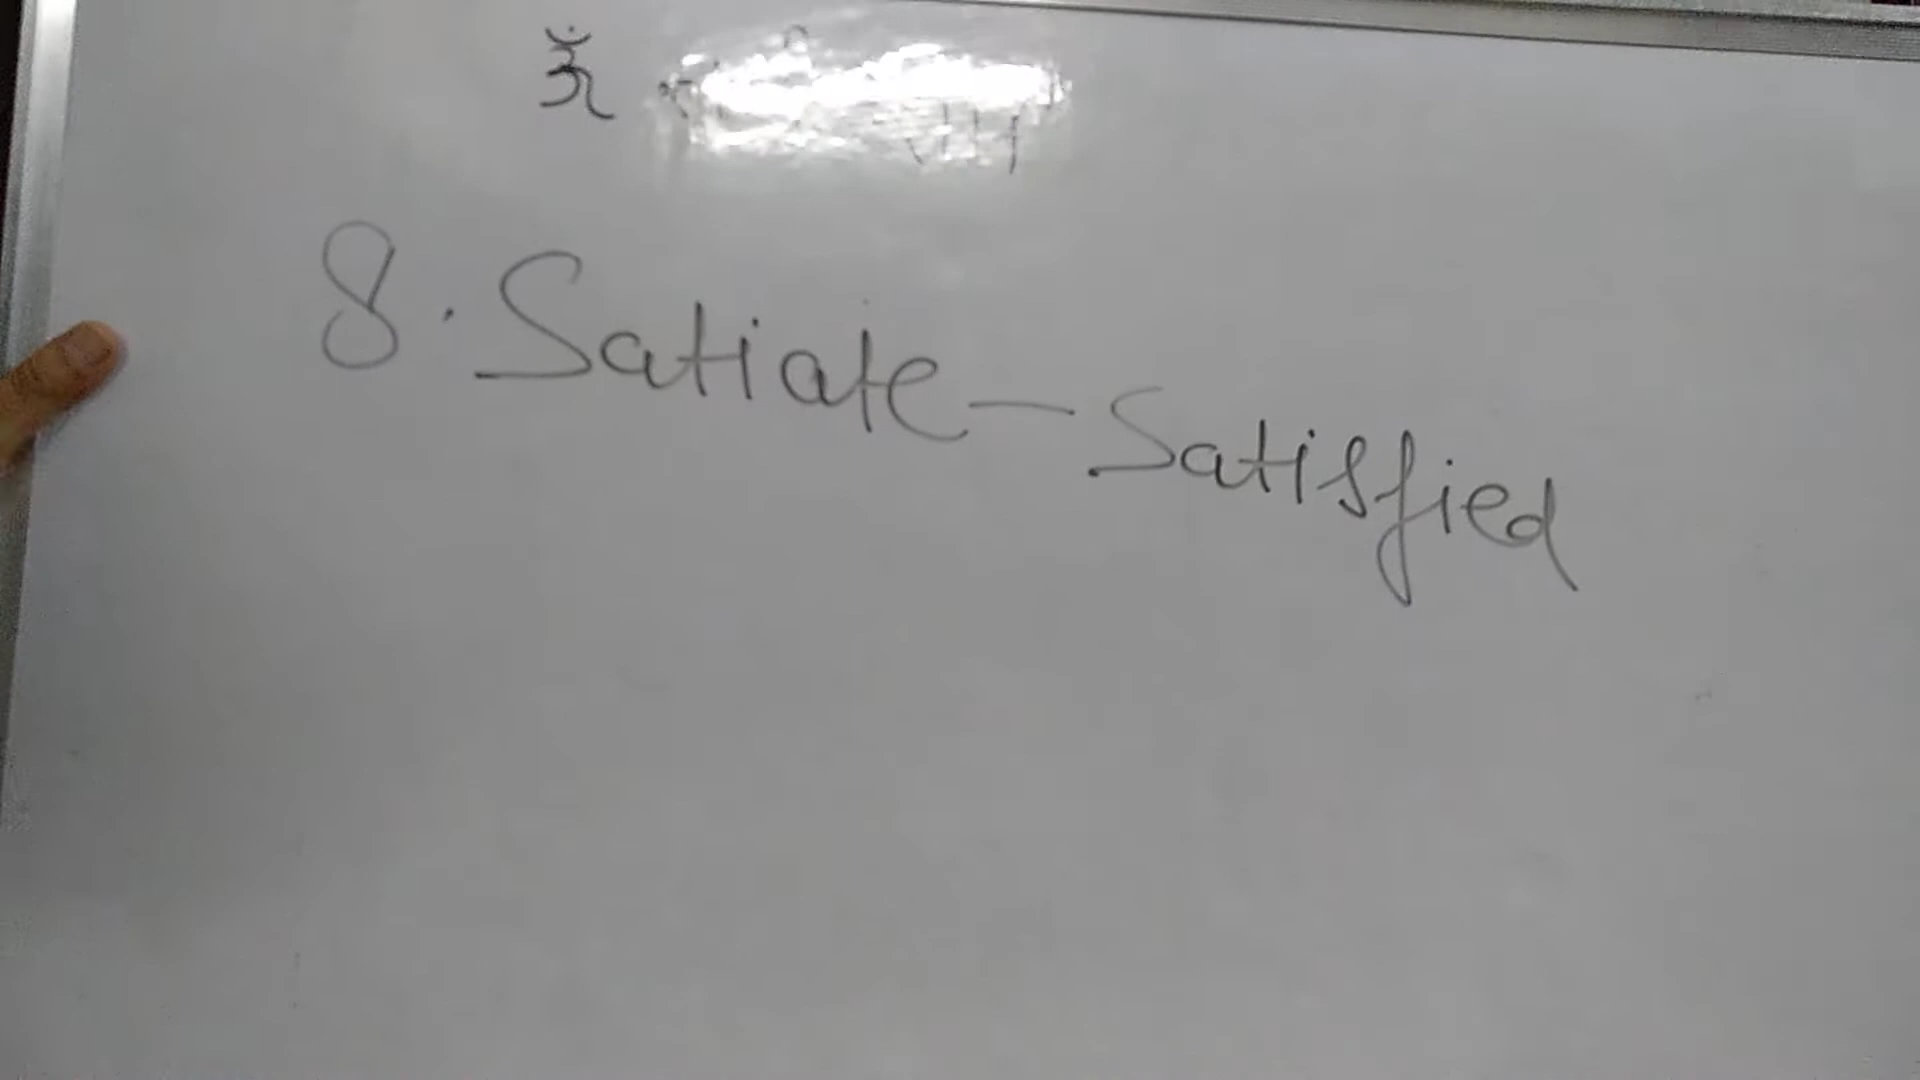 ॐ
8. Satiate - Satisfied